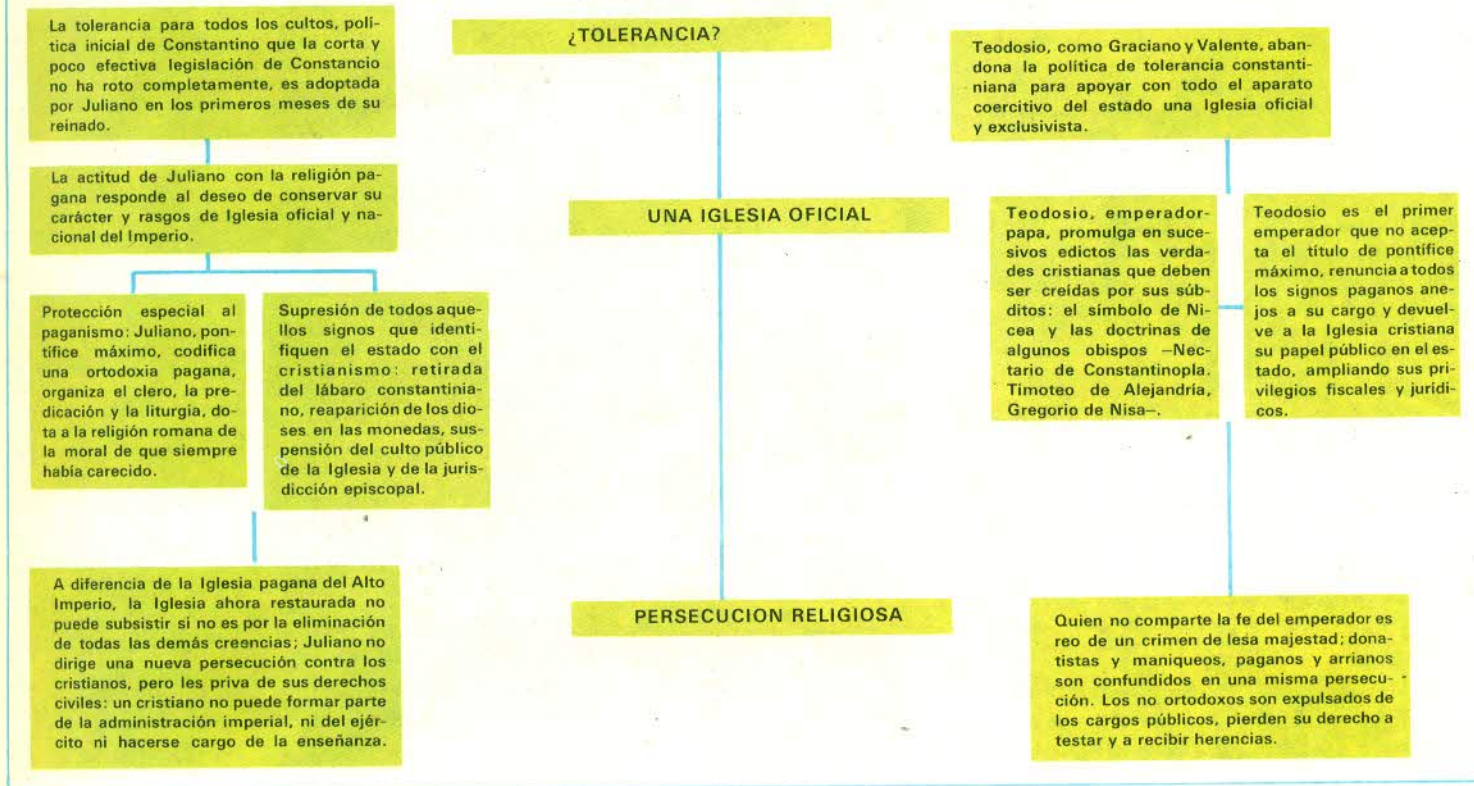 La tolerancia para todos los cultos, polí-
tica inicial de Constantino que la corta y
poco efectiva legislación de Constancio
no ha roto completamente, es adoptada
por Juliano en los primeros meses de su
reinado.
La actitud de Juliano con la religión pa-
gana responde al deseo de conservar su
carácter y rasgos de Iglesia oficial y na-
cional del Imperio.
Protección especial al
paganismo: Juliano, pon-
tífice máximo, codifica
una ortodoxia pagana,
organiza el clero, la pre-
dicación y la liturgia, do-
ta a la religión romana de
la moral de que siempre
había carecido.
Supresión de todos aque-
llos signos que identi-
fiquen el estado con el
cristianismo: retirada
del lábaro constantinia-
no, reaparición de los dio-
ses en las monedas, sus-
pensión del culto público
de la Iglesia y de la juris-
dicción episcopal.
A diferencia de la Iglesia pagana del Alto
Imperio, la Iglesia ahora restaurada no
puede subsistir si no es por la eliminación
de todas las demás creencias; Juliano no
dirige una nueva persecución contra los
cristianos, pero les priva de sus derechos
civiles: un cristiano no puede formar parte
de la administración imperial, ni del ejér-
cito ni hacerse cargo de la enseñanza.
¿TOLERANCIA?
UNA IGLESIA OFICIAL
PERSECUCION RELIGIOSA
Teodosio, como Graciano y Valente, aban-
dona la política de tolerancia constanti-
niana para apoyar con todo el aparato
coercitivo del estado una Iglesia oficial
y exclusivista.
Teodosio, emperador-
papa, promulga en suce-
sivos edictos las verda-
des cristianas que deben
ser creídas por sus súb-
ditos: el símbolo de Ni-
cea y las doctrinas de
algunos obispos —Nec-
tario de Constantinopla.
Timoteo de Alejandría,
Gregorio de Nisa—.
Teodosio es el primer
emperador que no acep-
ta el título de pontífice
máximo, renuncia a todos
los signos paganos ane-
jos a su cargo y devuel-
ve a la Iglesia cristiana
su papel público en el es-
tado, ampliando sus pri-
vilegios fiscales y jurídi-
cos.
Quien no comparte la fe del emperador es
reo de un crimen de lesa majestad; dona-
tistas y maniqueos, paganos y arrianos
son confundidos en una misma persecu-
ción. Los no ortodoxos son expulsados de
los cargos públicos, pierden su derecho a
testar y a recibir herencias.